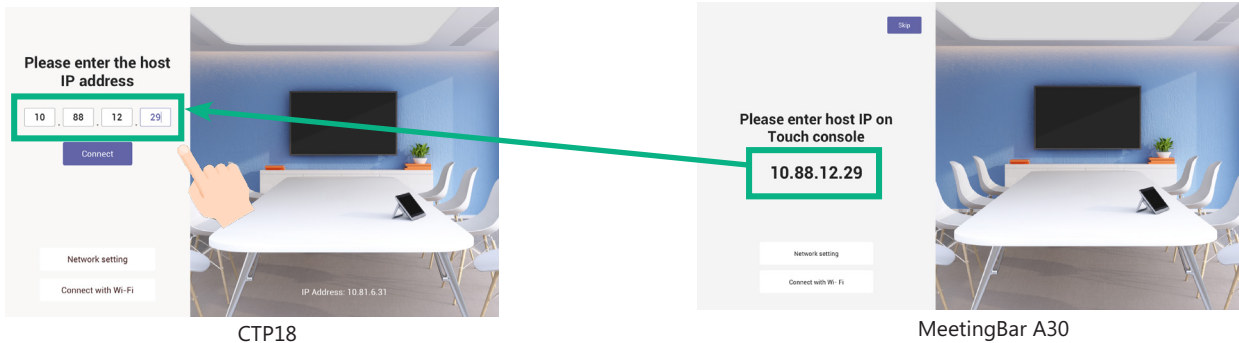 Please enter the host
IP address
10 . 88 . 12 . 29
Connect
Network setting
Connect with Wi-Fi
IP Address: 10.81.6.31
CTP18
Skip
Please enter host IP on
Touch console
10.88.12.29
Network setting
Connect with Wi- Fi
MeetingBar A30